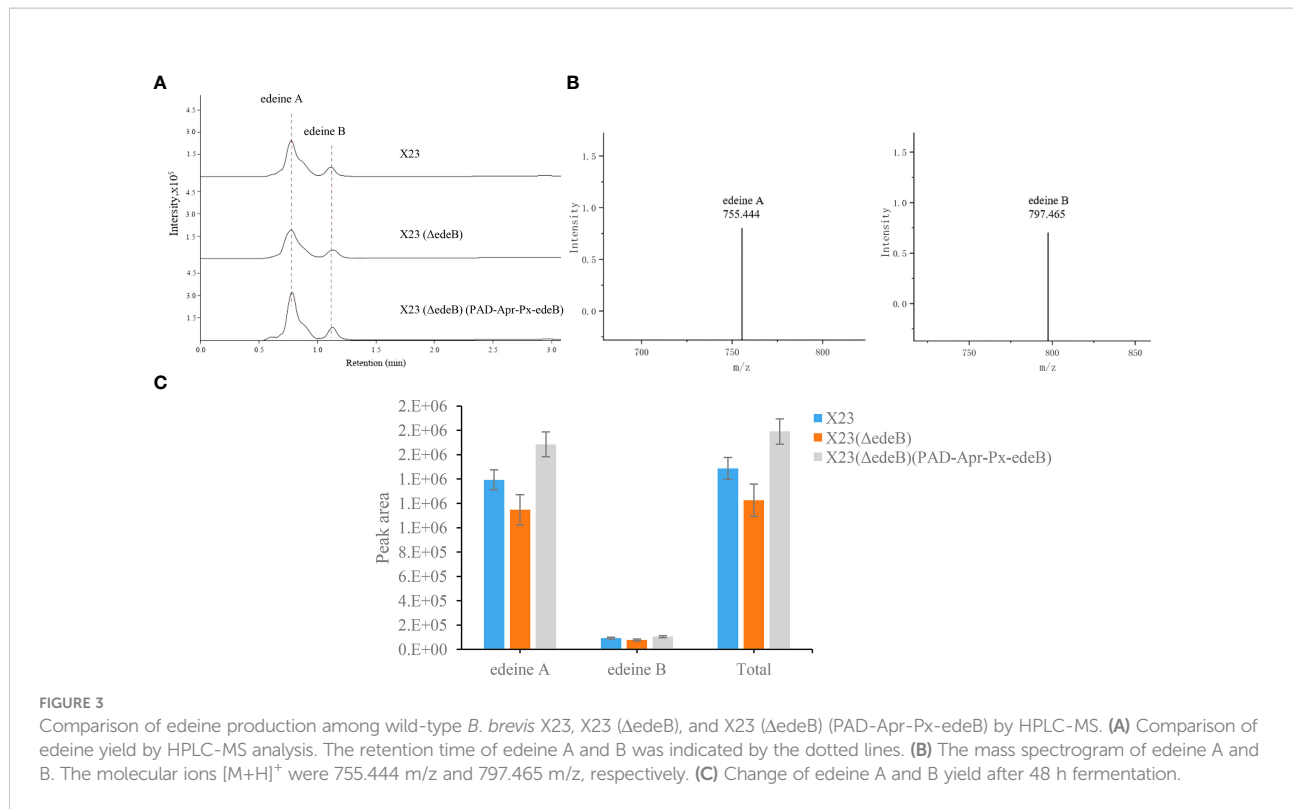 A
edeine A
edeine B
4.5
3.0
1.5
X23
4.5
3.0
1.5
X23 (ΔedeB)
4.5
3.0
1.5
X23 (ΔedeB) (PAD-Apr-Px-edeB)
Intersity,x10⁵
0.0 0.5 1.0 1.5 2.0 2.5 3.0
Retention (mm)
B
1.5
1.0
0.5
0.0
Intensity
edeine A
755.444
700 750 800
m/z
1.5
1.0
0.5
0.0
Intensity
edeine B
797.465
750 800 850
m/z
C
2.E+06
2.E+06
2.E+06
1.E+06
1.E+06
1.E+06
8.E+05
6.E+05
4.E+05
2.E+05
0.E+00
Peak area
edeine A edeine B Total
X23
X23(ΔedeB)
X23(ΔedeB)(PAD-Apr-Px-edeB)
FIGURE 3
Comparison of edeine production among wild-type B. brevis X23, X23 (ΔedeB), and X23 (ΔedeB) (PAD-Apr-Px-edeB) by HPLC-MS. (A) Comparison of
edeine yield by HPLC-MS analysis. The retention time of edeine A and B was indicated by the dotted lines. (B) The mass spectrogram of edeine A and
B. The molecular ions [M+H]⁺ were 755.444 m/z and 797.465 m/z, respectively. (C) Change of edeine A and B yield after 48 h fermentation.